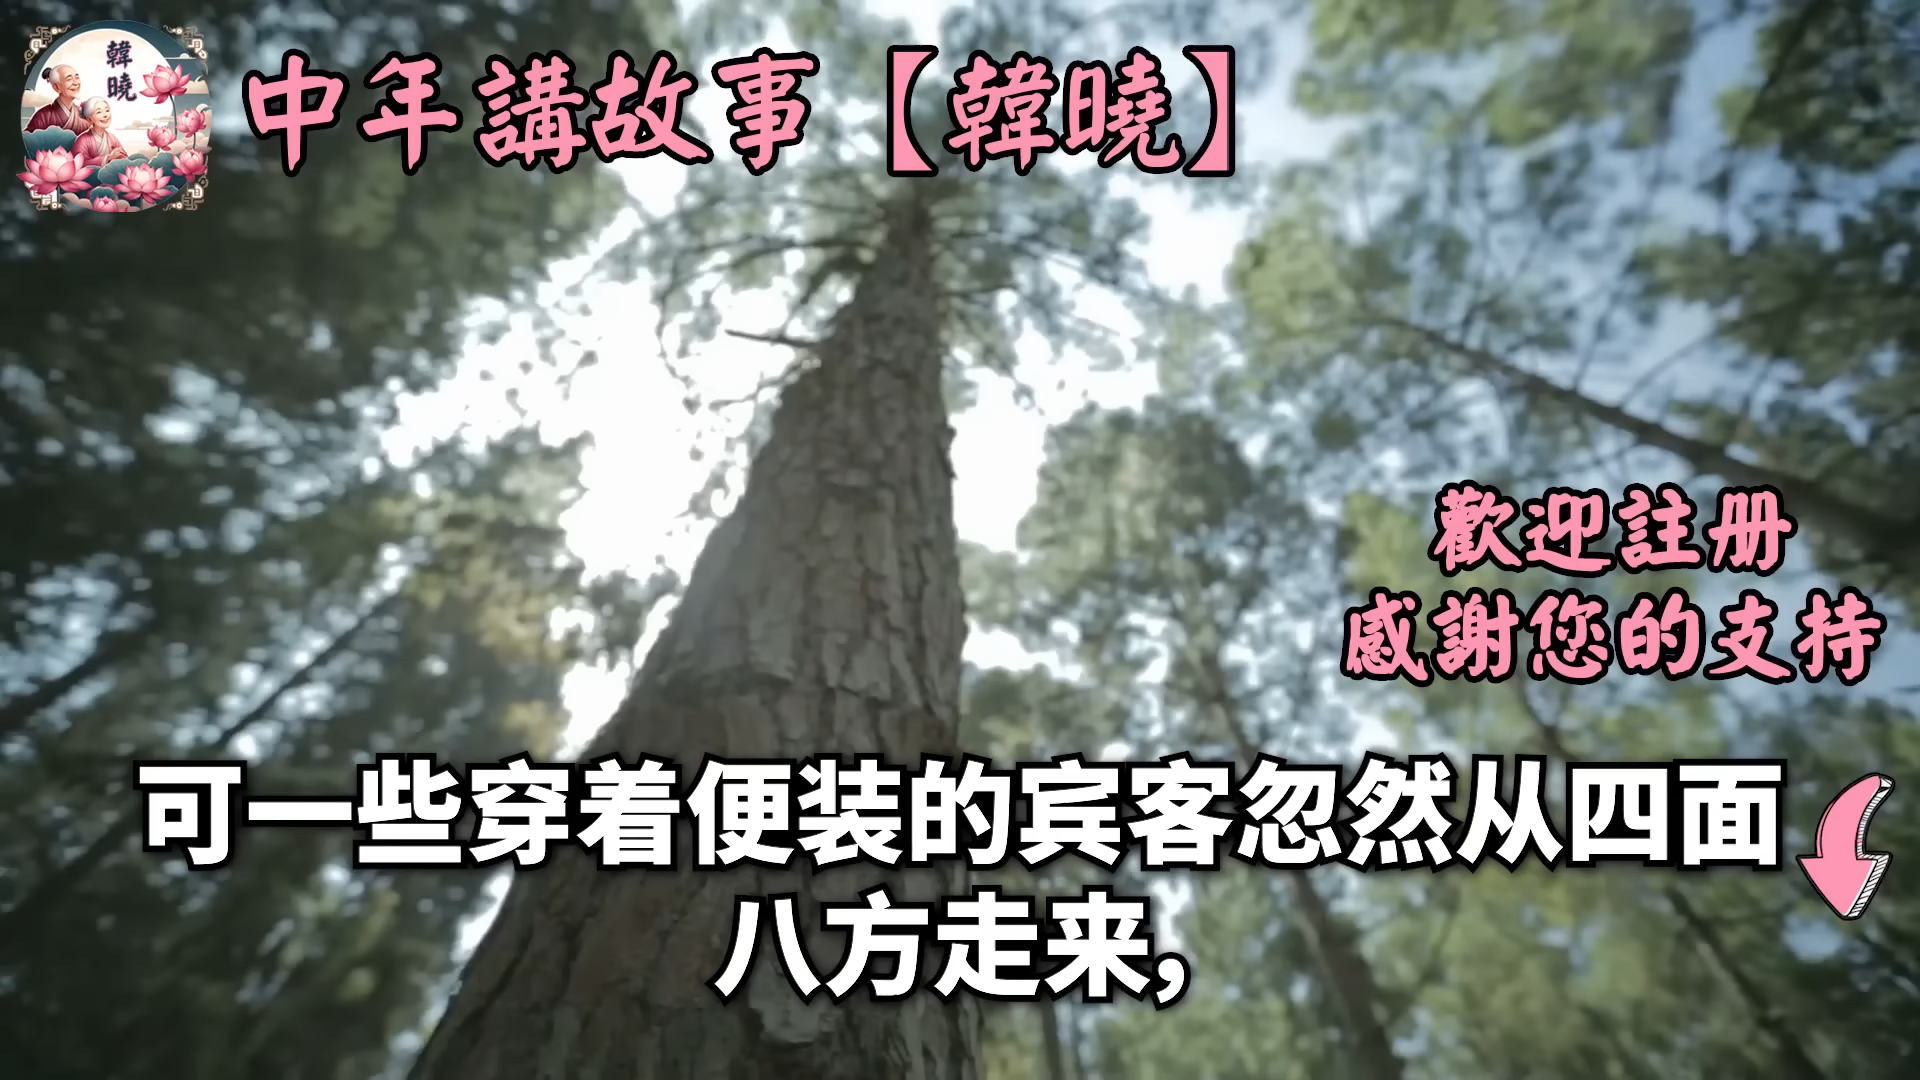 韓曉
中年講故事【韓曉】
歡迎註册
感謝您的支持
可一些穿着便装的宾客忽然从四面
八方走来,